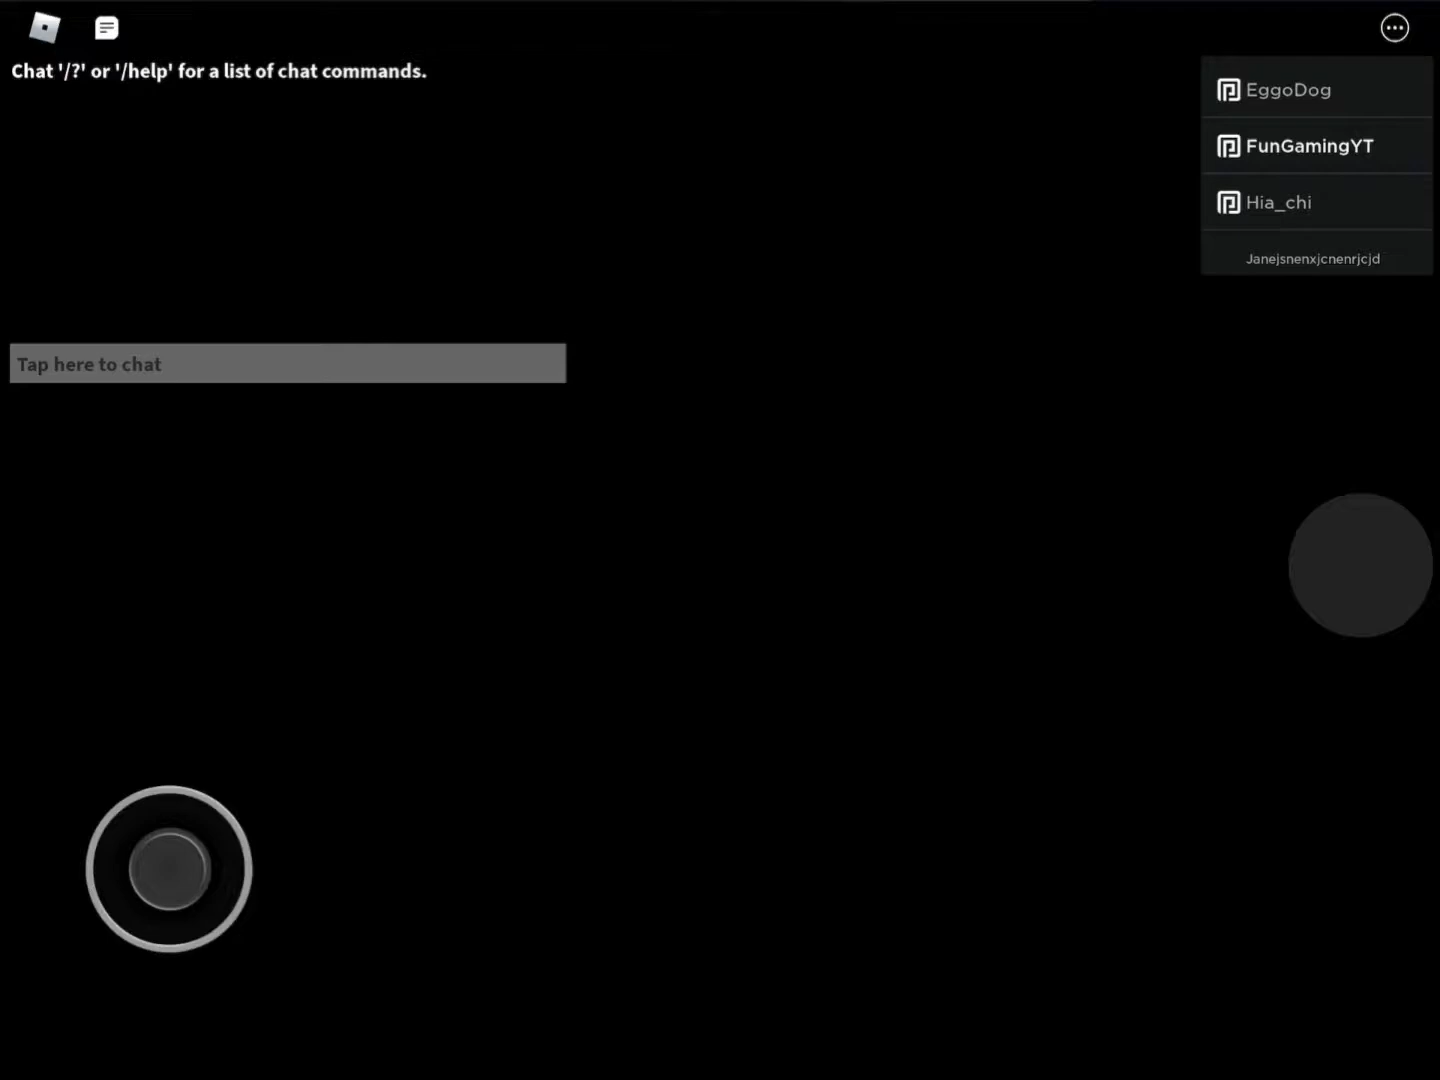 Chat '/?' or '/help' for a list of chat commands.
EggoDog
FunGamingYT
Hia_chi
Janejsnenxjcnenrjcjd
Tap here to chat